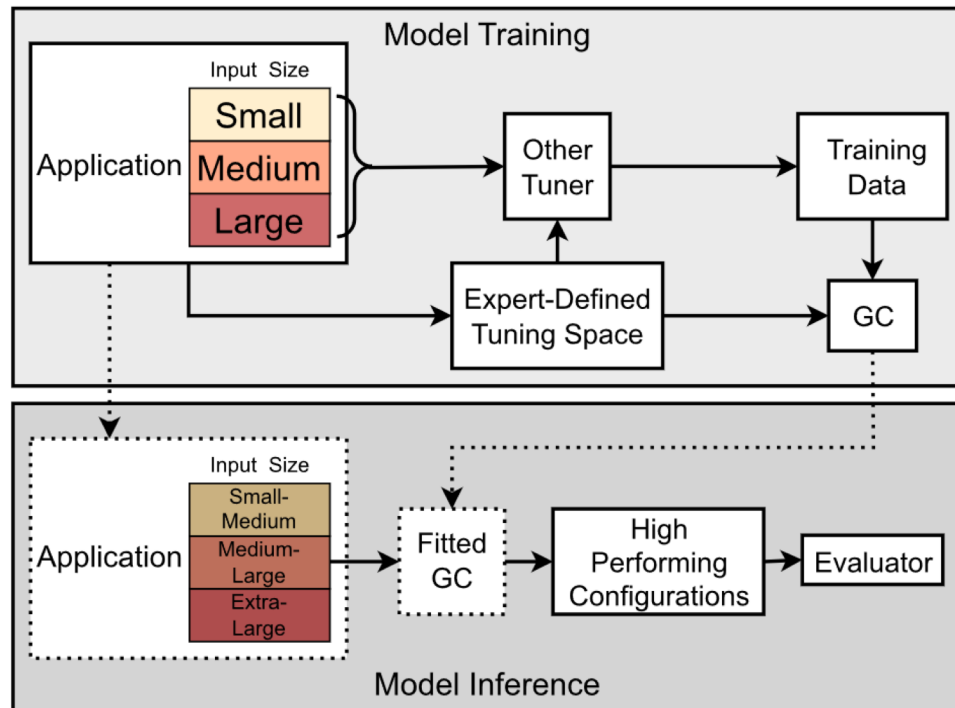 Model Training
Input Size
Small
Medium
Large
Application
Other
Tuner
Training
Data
Expert-Defined
Tuning Space
GC
Input Size
Small-
Medium
Medium-
Large
Extra-
Large
Application
Fitted
GC
High
Performing
Configurations
Evaluator
Model Inference